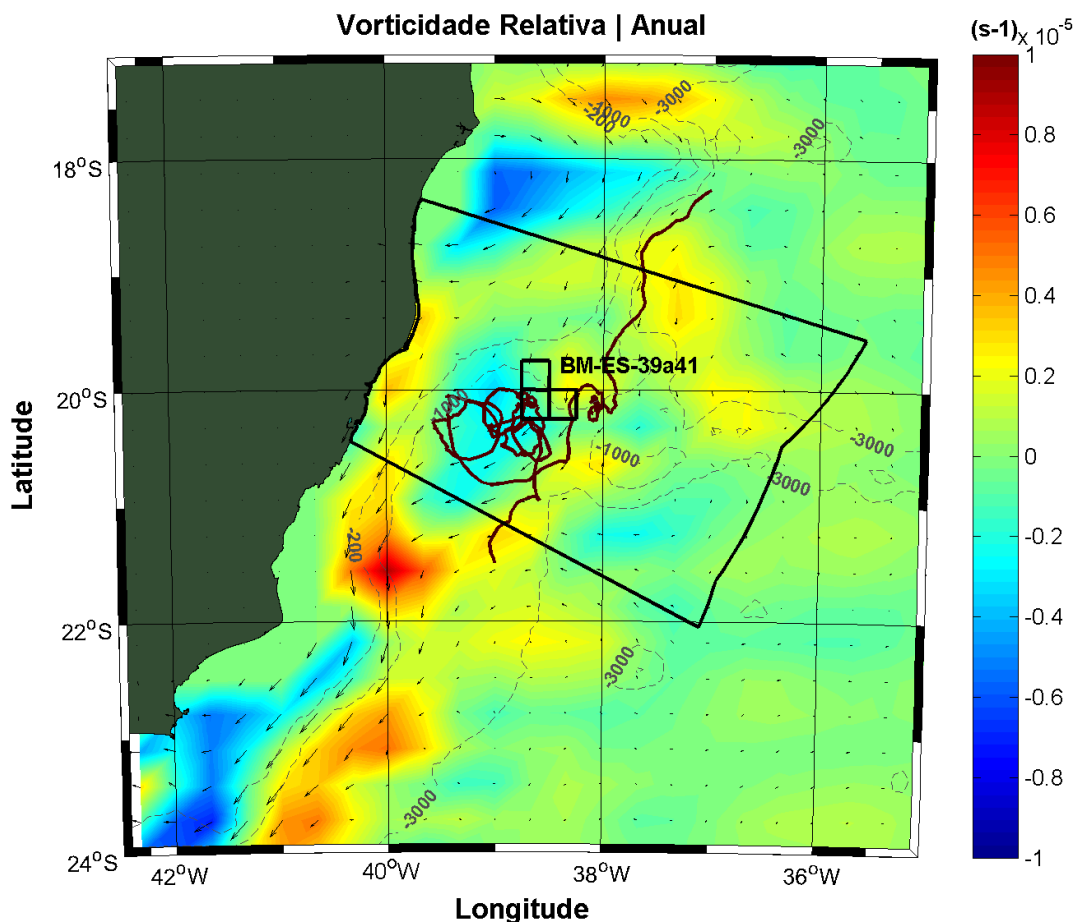 Vorticidade Relativa | Anual
(s-1)
x 10^-5
1
0.8
0.6
0.4
0.2
0
-0.2
-0.4
-0.6
-0.8
-1
-3000
-1000
-200
-3000
18°S
BM-ES-39a41
20°S
-1000
-3000
-1000
-3000
-200
22°S
-3000
-3000
24°S
42°W
40°W
38°W
36°W
Latitude
Longitude